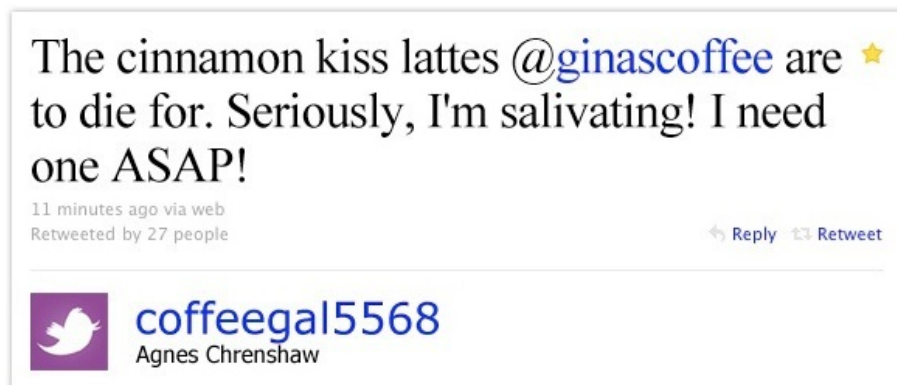 The cinnamon kiss lattes @ginascoffee are
to die for. Seriously, I'm salivating! I need
one ASAP!
11 minutes ago via web
Retweeted by 27 people
Reply Retweet
coffeegal5568
Agnes Chrenshaw